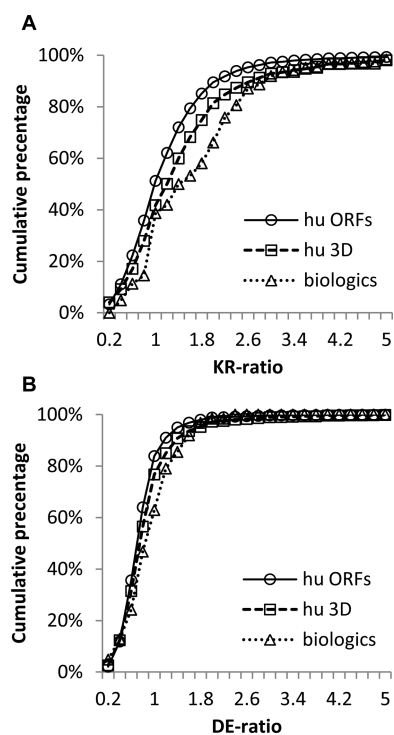 A
Cumulative precentage
100%
80%
60%
40%
20%
0%
hu ORFs
hu 3D
biologics
0.2 1 1.8 2.6 3.4 4.2 5
KR-ratio
B
Cumulative precentage
100%
80%
60%
40%
20%
0%
hu ORFs
hu 3D
biologics
0.2 1 1.8 2.6 3.4 4.2 5
DE-ratio